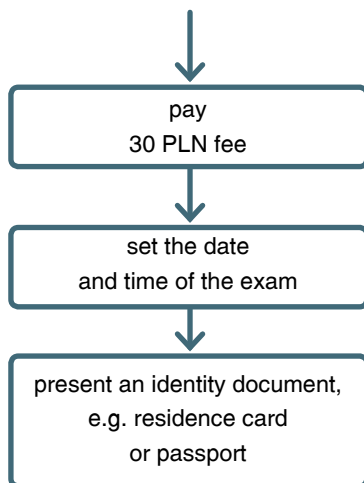 pay
30 PLN fee
set the date
and time of the exam
present an identity document,
e.g. residence card
or passport